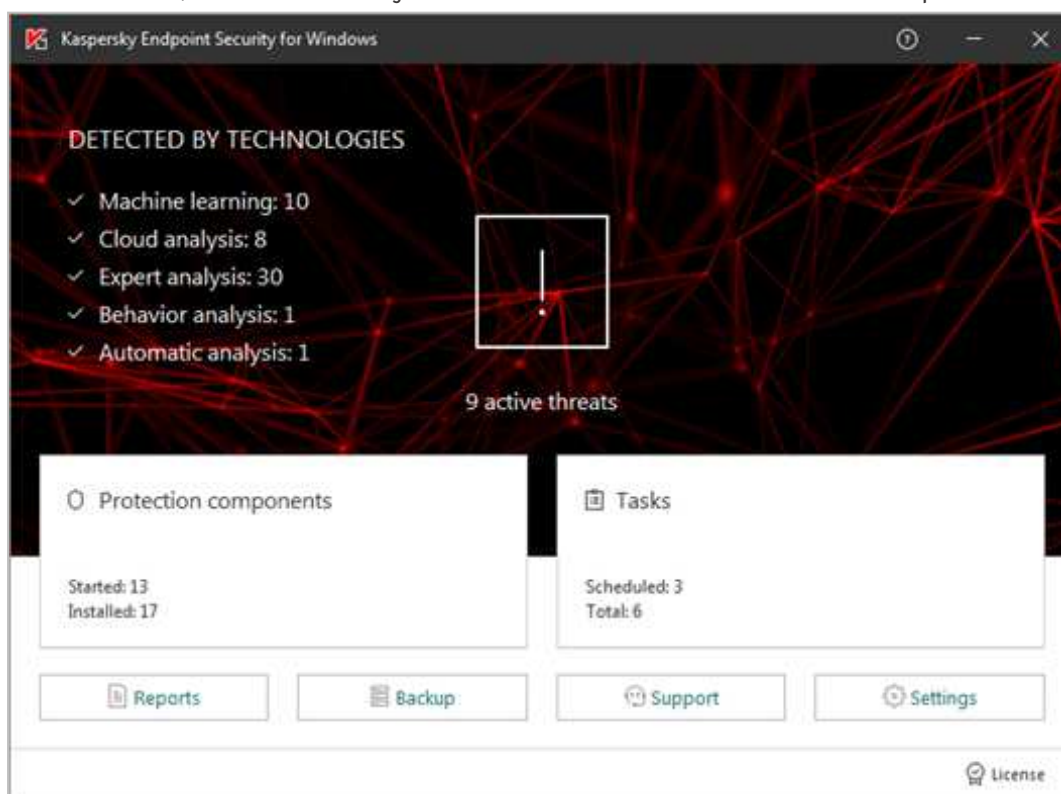 Kaspersky Endpoint Security for Windows
DETECTED BY TECHNOLOGIES
Machine learning: 10
Cloud analysis: 8
Expert analysis: 30
Behavior analysis: 1
Automatic analysis: 1
!
9 active threats
Protection components
Started: 13
Installed: 17
Tasks
Scheduled: 3
Total: 6
Reports
Backup
Support
Settings
License